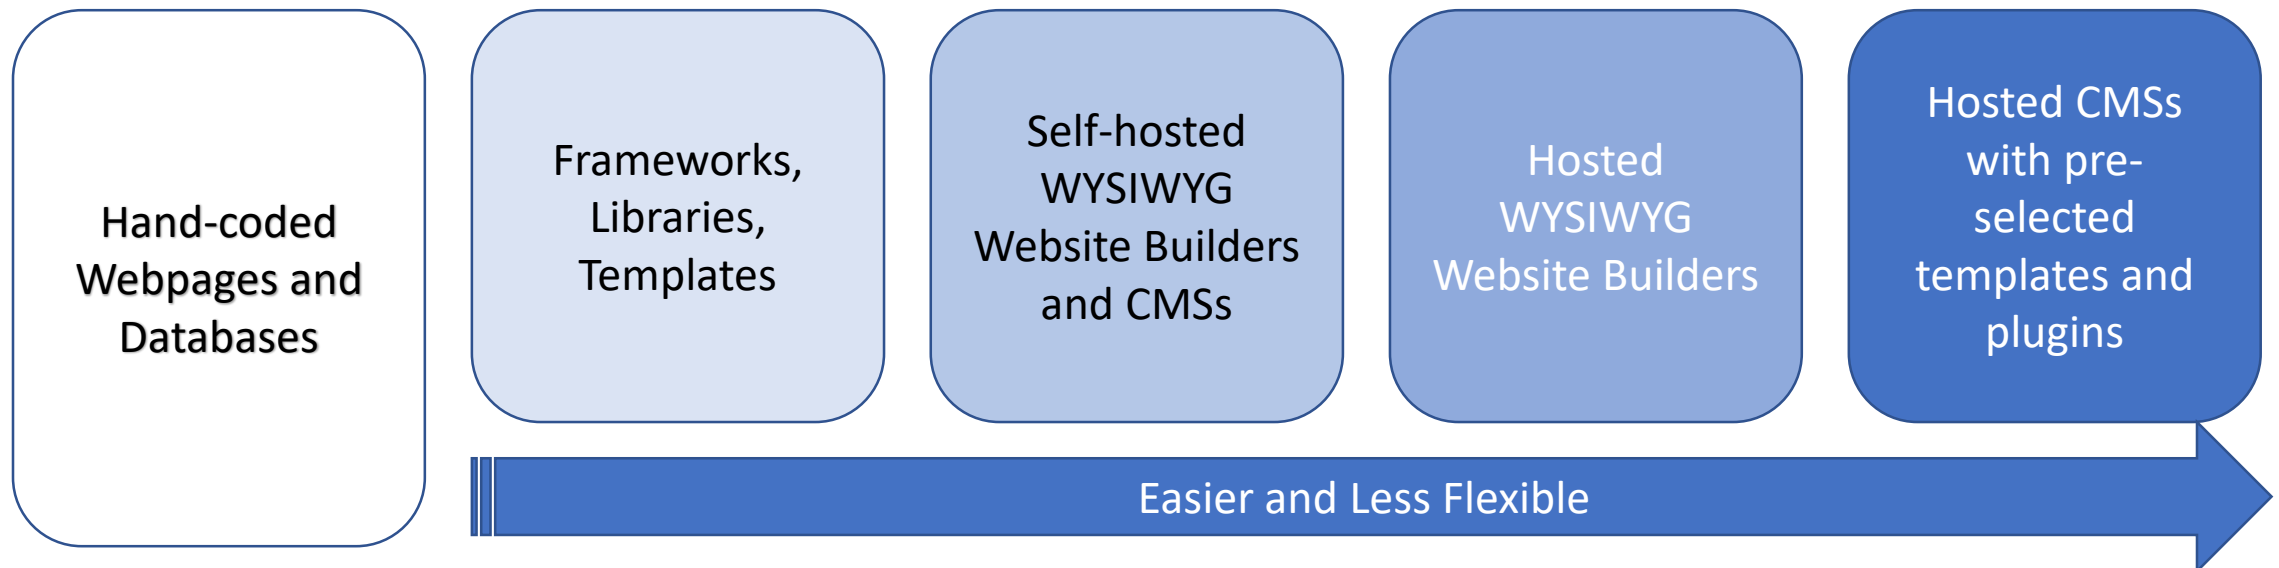 Hand-coded
Webpages and
Databases
Frameworks,
Libraries,
Templates
Self-hosted
WYSIWYG
Website Builders
and CMSs
Hosted
WYSIWYG
Website Builders
Hosted CMSs
with pre-
selected
templates and
plugins
Easier and Less Flexible